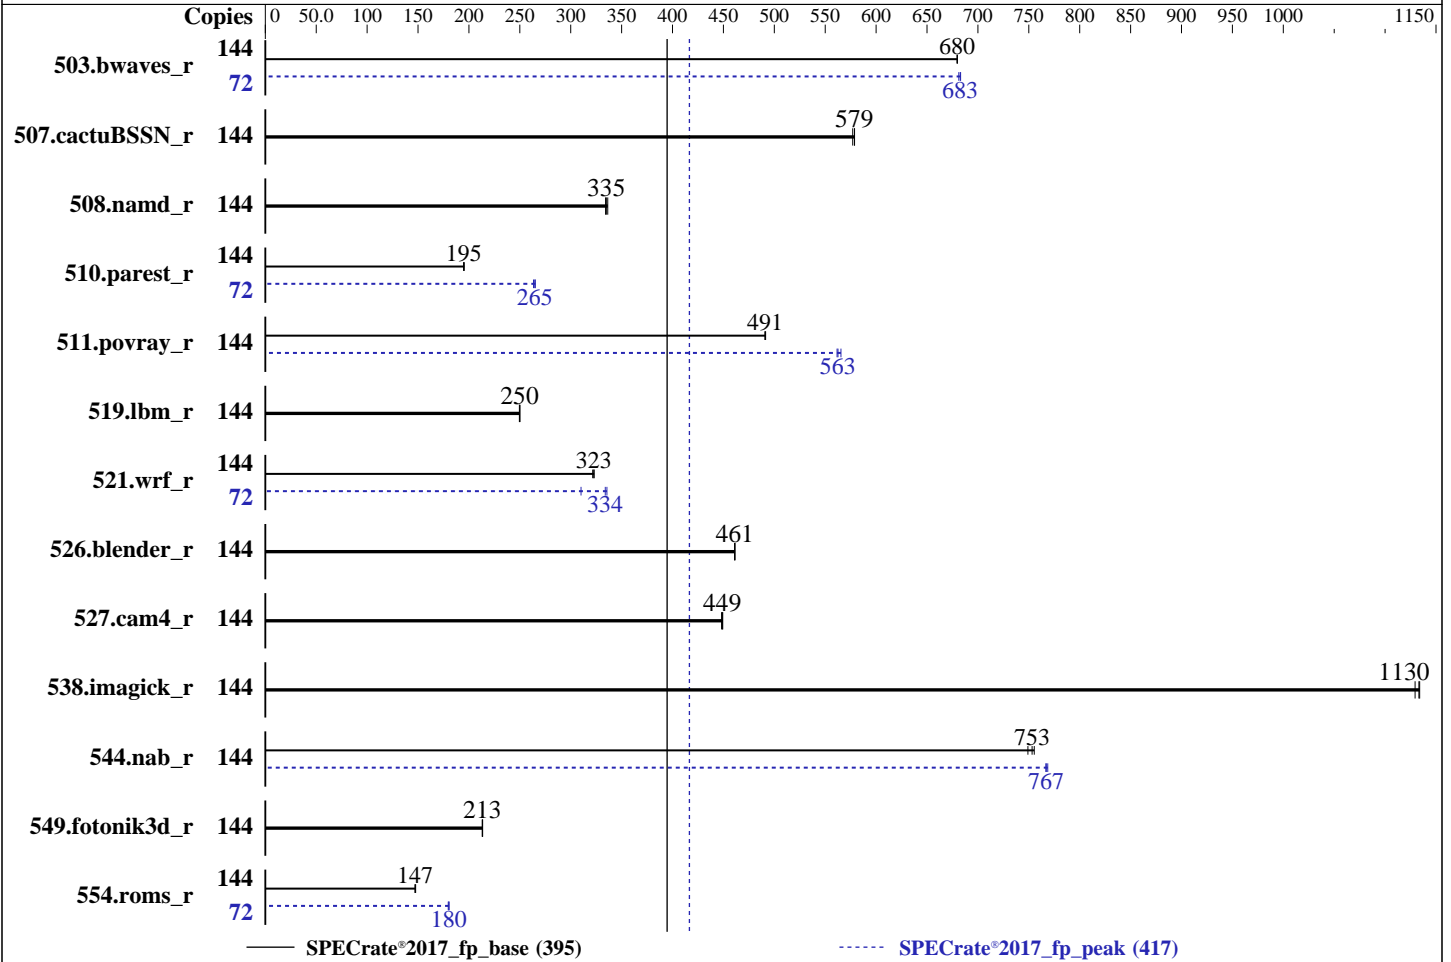 Copies 0 50.0 100 150 200 250 300 350 400 450 500 550 600 650 700 750 800 850 900 950 1000 1150
503.bwaves_r 144 680
72 683
507.cactuBSSN_r 144 579
508.namd_r 144 335
510.parest_r 144 195
72 265
511.povray_r 144 491
563
519.lbm_r 144 250
521.wrf_r 144 323
72 334
526.blender_r 144 461
527.cam4_r 144 449
538.imagick_r 144 1130
544.nab_r 144 753
767
549.fotonik3d_r 144 213
554.roms_r 144 147
72 180
SPECrate®2017_fp_base (395) SPECrate®2017_fp_peak (417)